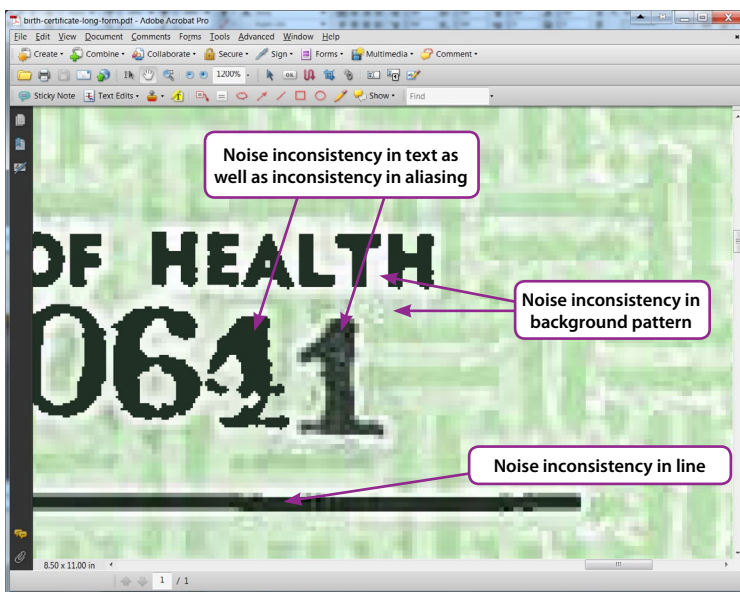 birth-certificate-long-form.pdf - Adobe Acrobat Pro
File Edit View Document Comments Forms Tools Advanced Window Help
Create Combine Collaborate Secure Sign Forms Multimedia Comment
1200%
Sticky Note Text Edits Show Find
Noise inconsistency in text as
well as inconsistency in aliasing
OF HEALTH
Noise inconsistency in
background pattern
0641
Noise inconsistency in line
8.50 x 11.00 in
1 / 1